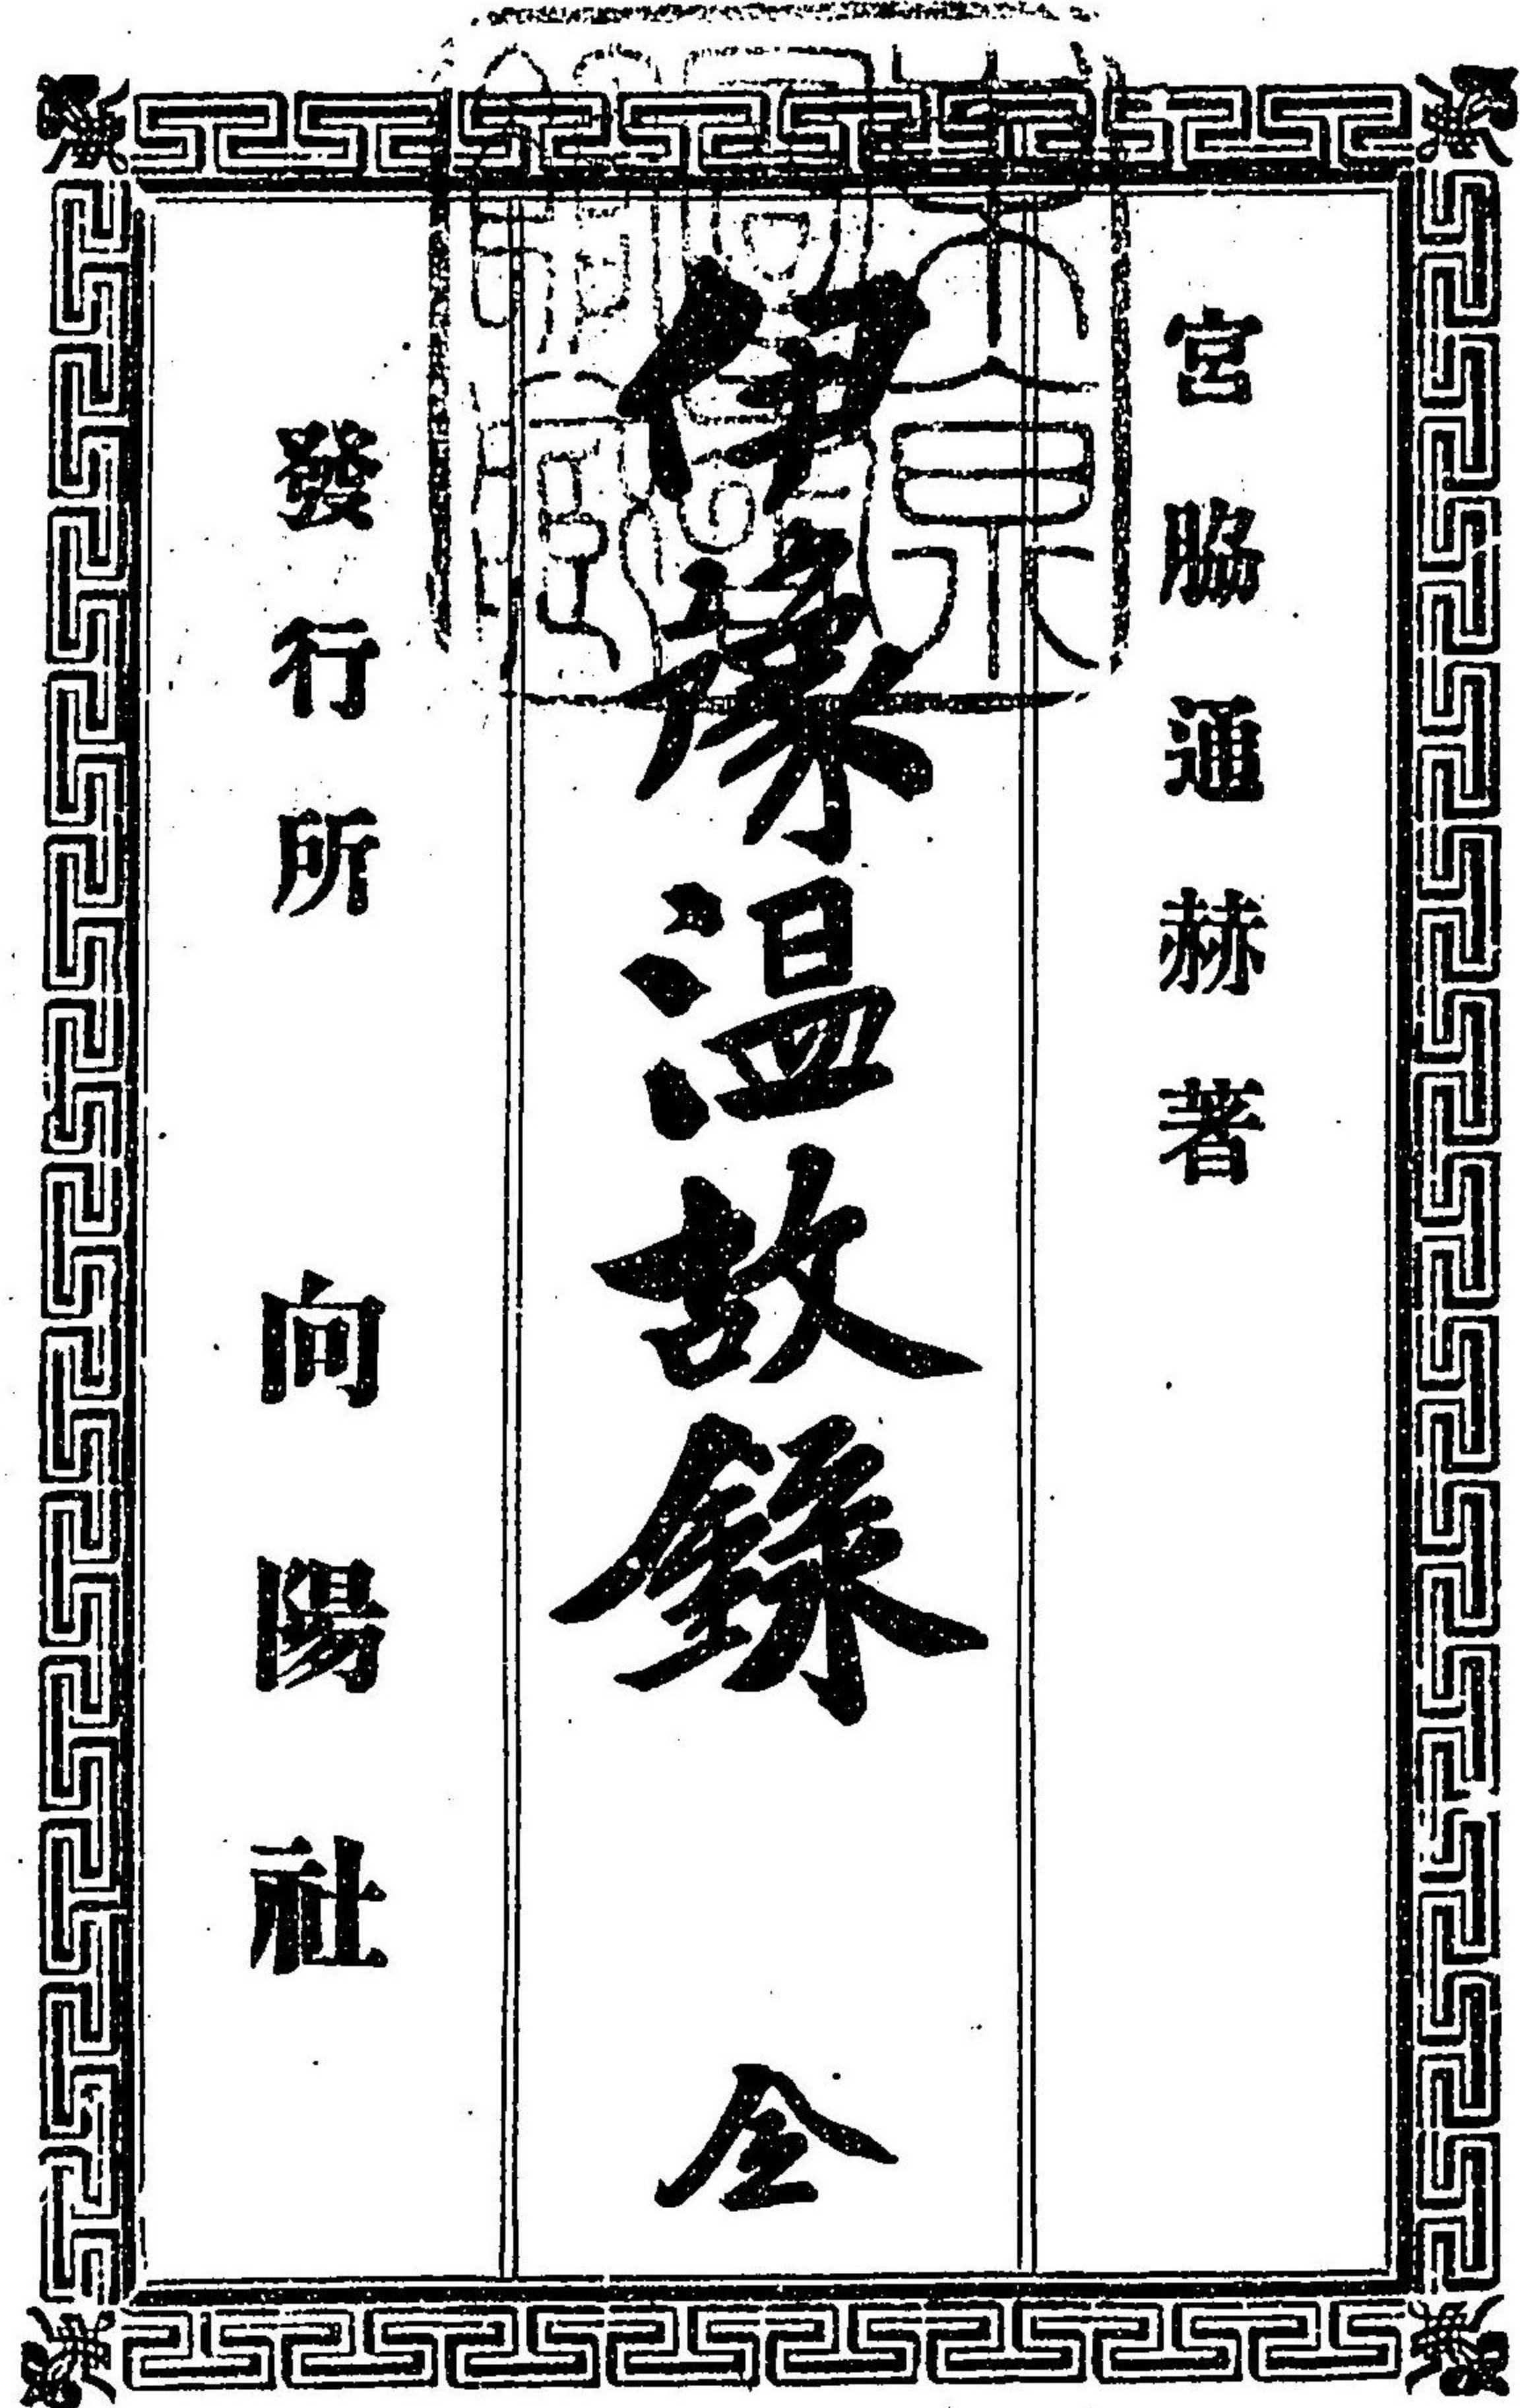 宮脇通赫著
伊豫温故錄 全
發行所 向陽社